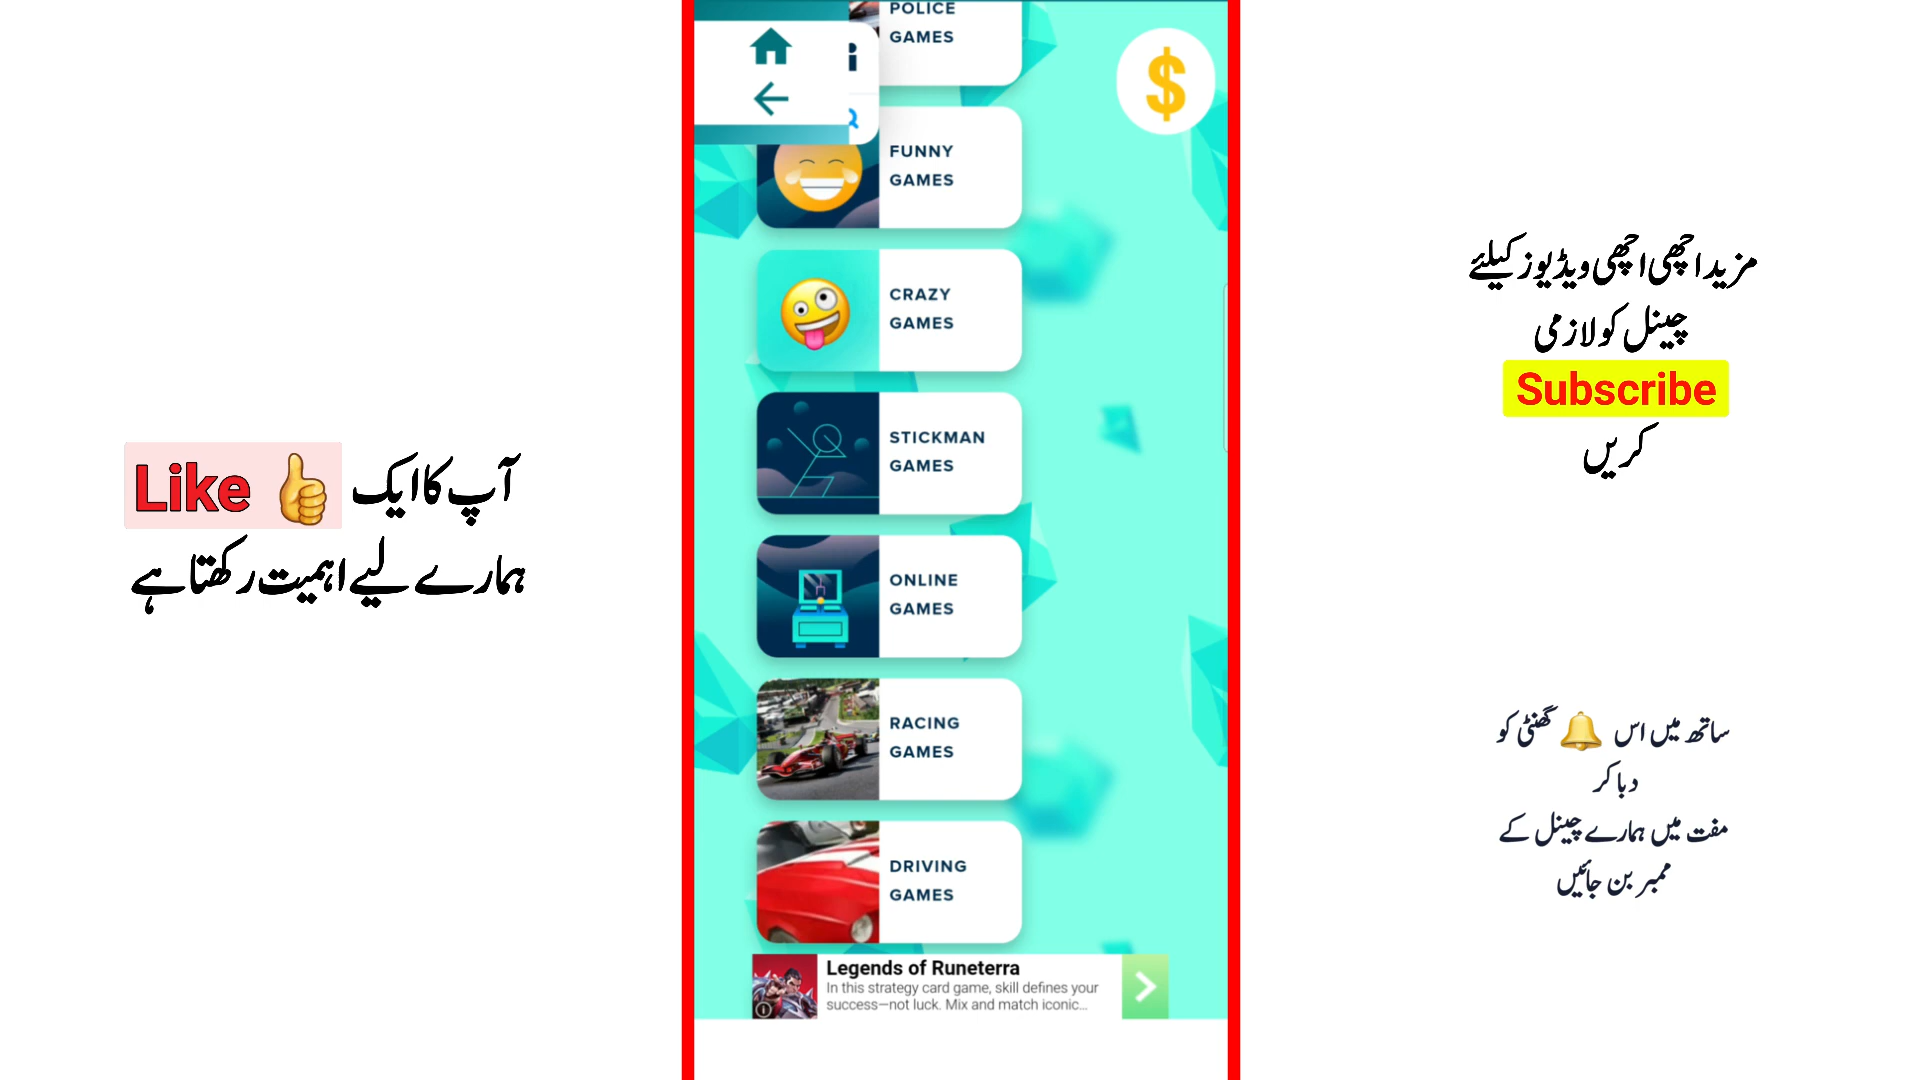 آپ کا ایک Like
ہمارے لیے اہمیت رکھتا ہے
POLICE
GAMES
$
FUNNY
GAMES
CRAZY
GAMES
STICKMAN
GAMES
ONLINE
GAMES
RACING
GAMES
DRIVING
GAMES
Legends of Runeterra
In this strategy card game, skill defines your
success—not luck. Mix and match iconic...
مزید اچھی اچھی ویڈیوز کیلئے
چینل کو لازمی
Subscribe
کریں
ساتھ میں اس گھنٹی کو
دبا کر
مفت میں ہمارے چینل کے
ممبر بن جائیں